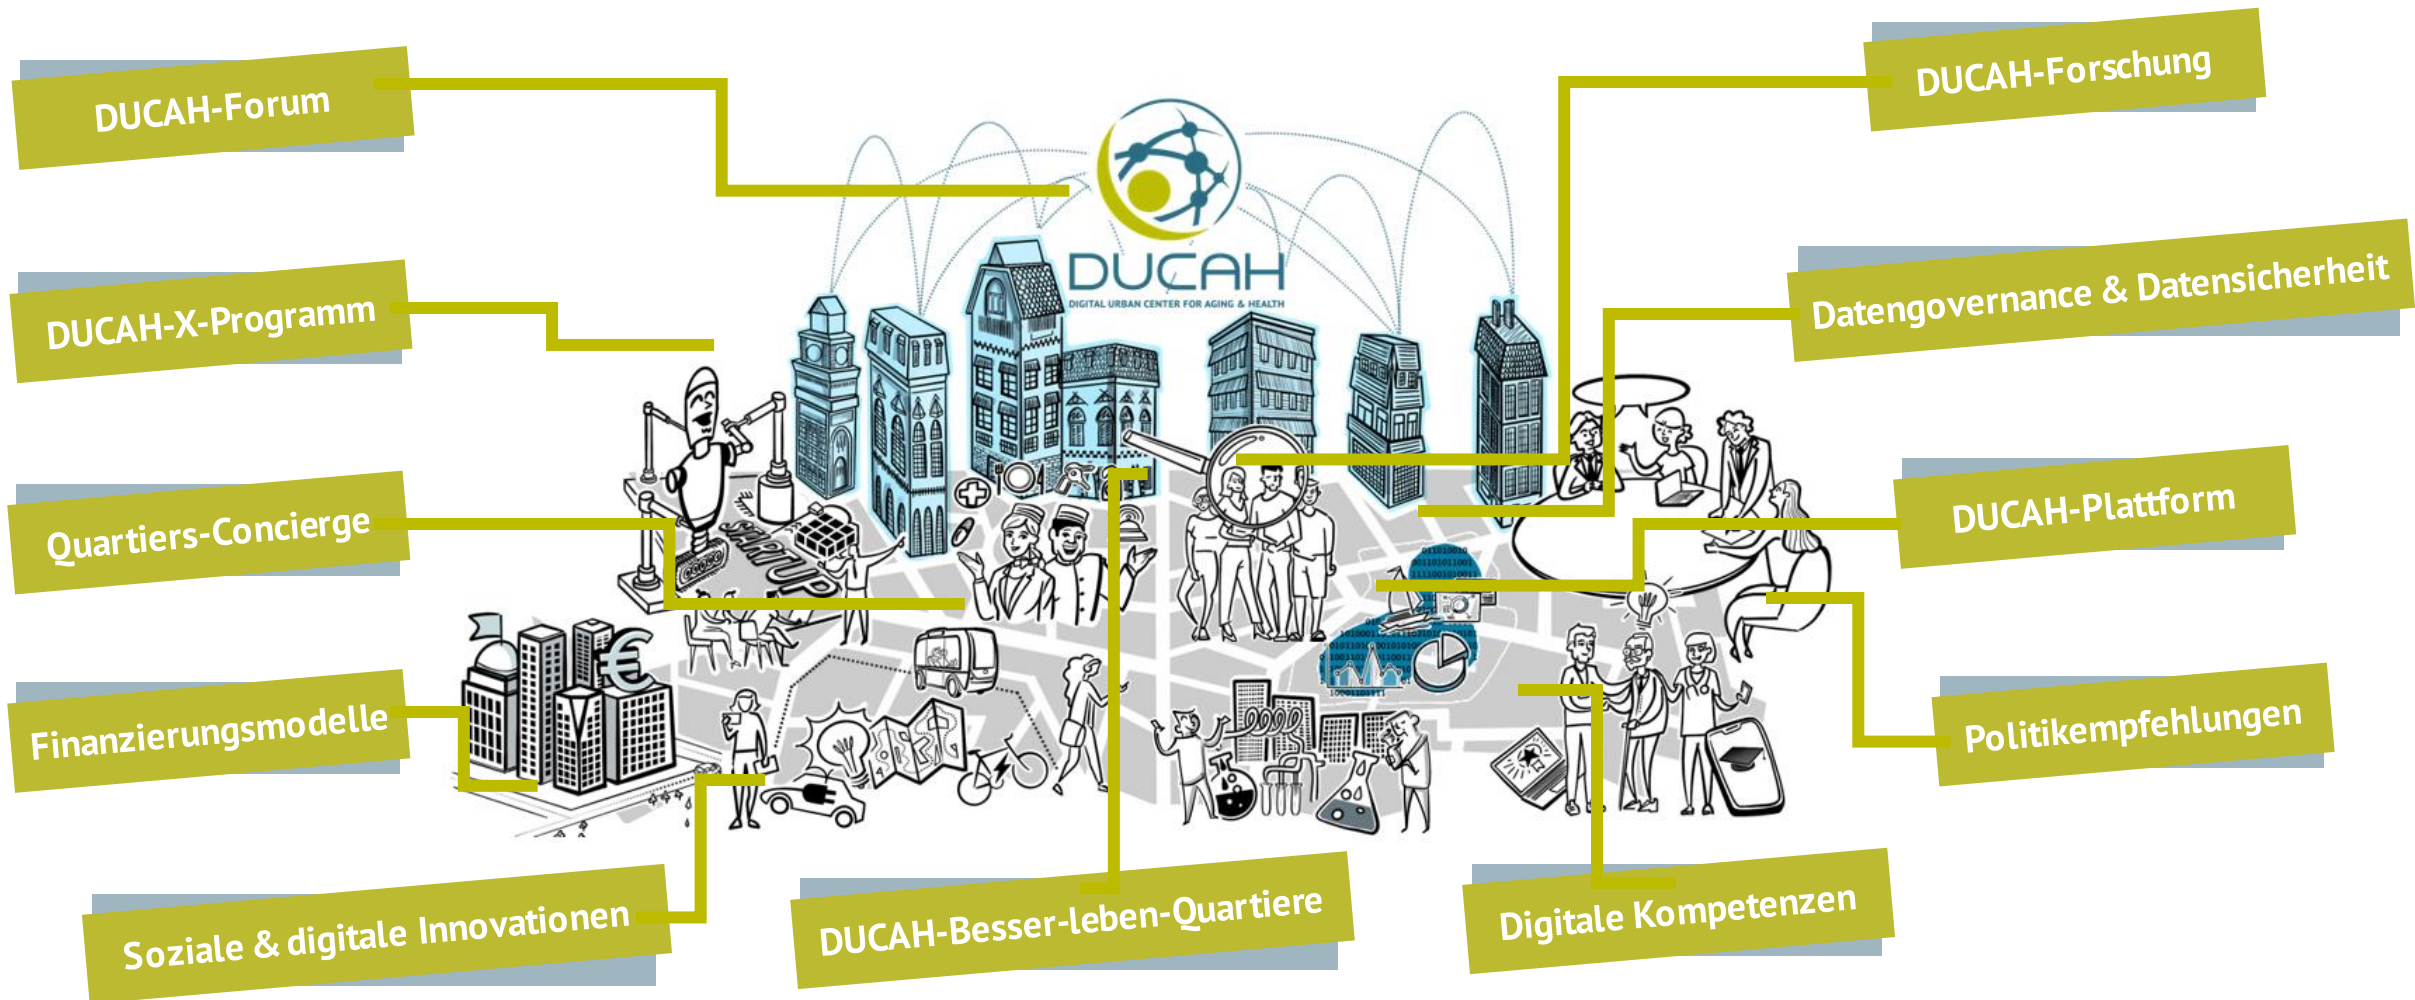 DUCAH-Forum
DUCAH-Forschung
DUCAH
DIGITAL URBAN CENTER FOR AGING & HEALTH
DUCAH-X-Programm
Datengovernance & Datensicherheit
Quartiers-Concierge
DUCAH-Plattform
STARTUP
Finanzierungsmodelle
€
Politikempfehlungen
Soziale & digitale Innovationen
DUCAH-Besser-leben-Quartiere
Digitale Kompetenzen